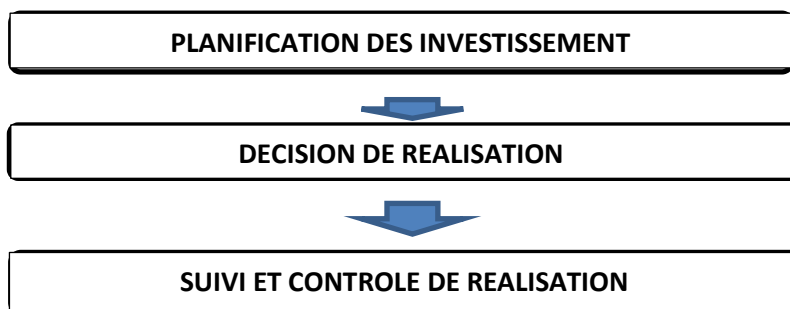 PLANIFICATION DES INVESTISSEMENT
DECISION DE REALISATION
SUIVI ET CONTROLE DE REALISATION